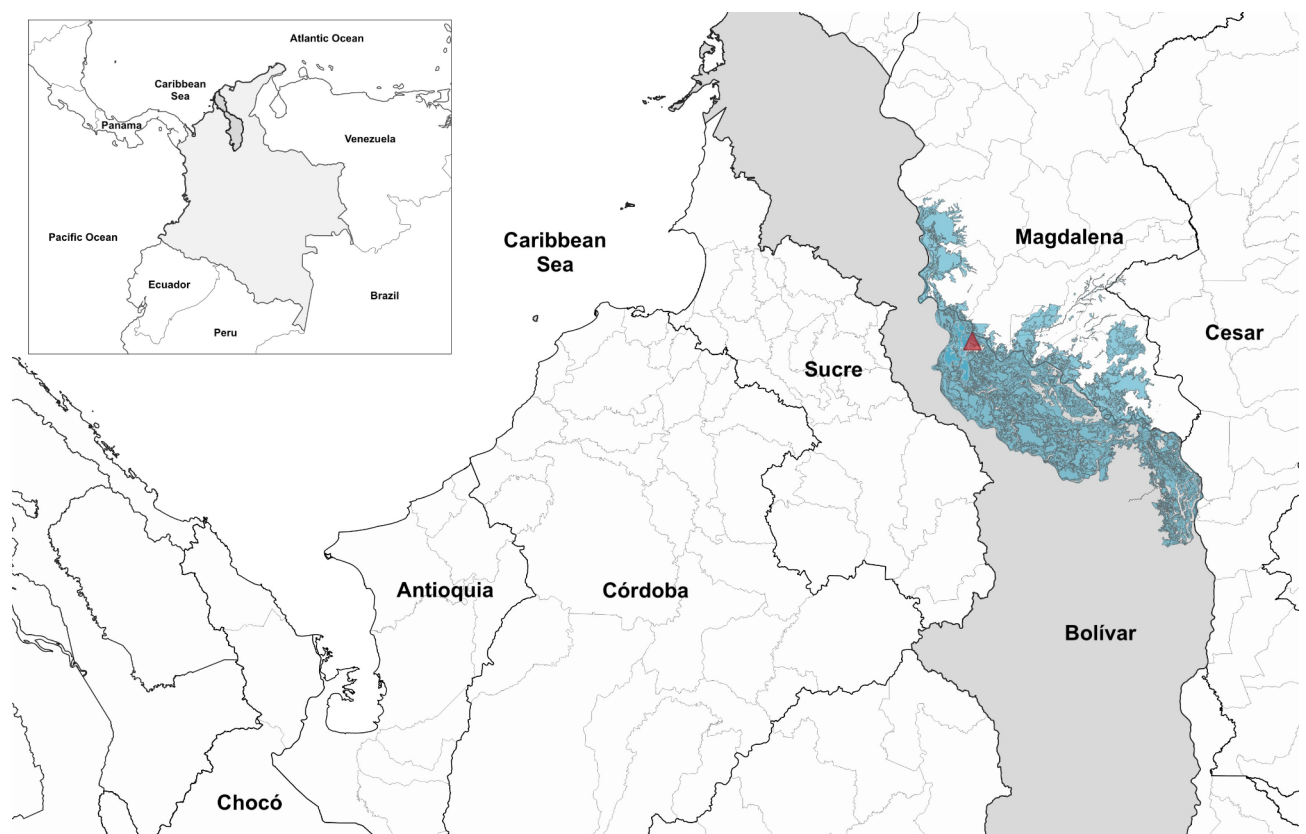 Atlantic Ocean
Caribbean
Sea
Panama
Venezuela
Pacific Ocean
Ecuador
Brazil
Peru
Caribbean
Sea
Magdalena
Cesar
Sucre
Antioquia
Córdoba
Bolívar
Chocó